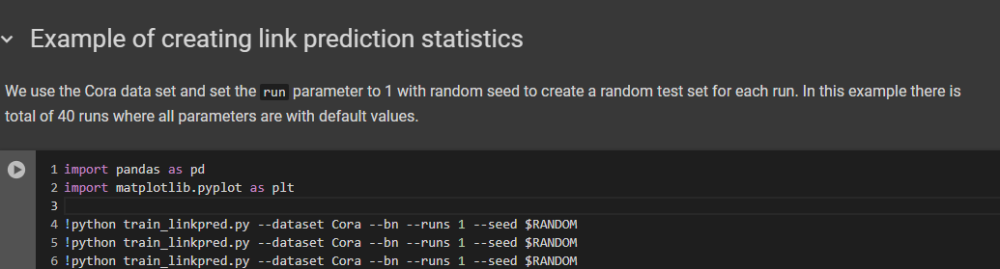 Example of creating link prediction statistics
We use the Cora data set and set the run parameter to 1 with random seed to create a random test set for each run. In this example there is
total of 40 runs where all parameters are with default values.
1 import pandas as pd
2 import matplotlib.pyplot as plt
3
4 !python train_linkpred.py --dataset Cora --bn --runs 1 --seed $RANDOM
5 !python train_linkpred.py --dataset Cora --bn --runs 1 --seed $RANDOM
6 !python train_linkpred.py --dataset Cora --bn --runs 1 --seed $RANDOM